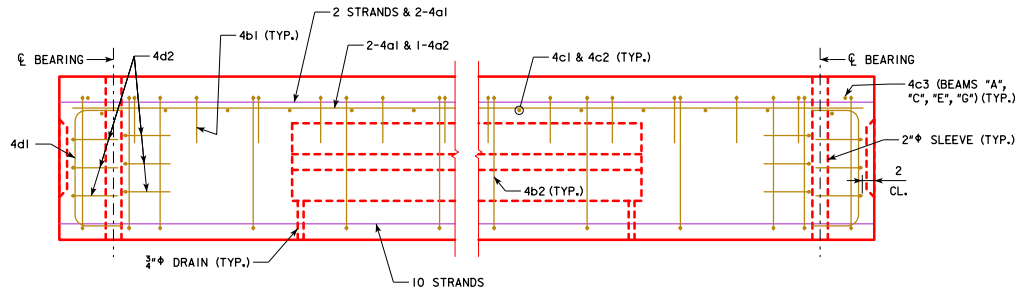 2 STRANDS & 2-4a1
4b1 (TYP.)
2-4a1 & 1-4a2
℄ BEARING
4d2
4c1 & 4c2 (TYP.)
℄ BEARING
4c3 (BEAMS "A",
"C", "E", "G") (TYP.)
4d1
2"Φ SLEEVE (TYP.)
2
CL.
4b2 (TYP.)
¾"Φ DRAIN (TYP.)
10 STRANDS